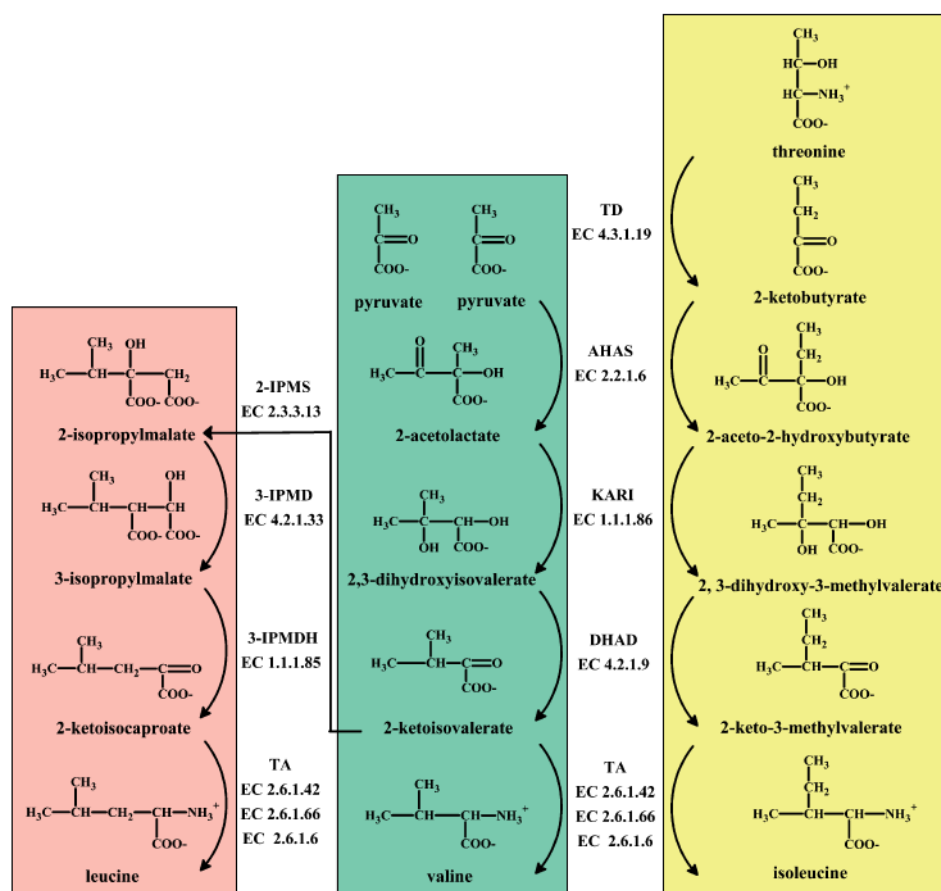 CH₃
HC—OH
HC—NH₃⁺
COO-
threonine
CH₃
CH₂
C=O
COO-
2-ketobutyrate
CH₃
O CH₂
H₃C—C—C—OH
COO-
2-aceto-2-hydroxybutyrate
CH₃
CH₂
H₃C—C—CH—OH
OH COO-
2, 3-dihydroxy-3-methylvalerate
CH₃
CH₂
H₃C—CH—C=O
COO-
2-keto-3-methylvalerate
CH₃
CH₂
H₃C—CH—CH—NH₃⁺
COO-
isoleucine
TD
EC 4.3.1.19
AHAS
EC 2.2.1.6
KARI
EC 1.1.1.86
DHAD
EC 4.2.1.9
TA
EC 2.6.1.42
EC 2.6.1.66
EC 2.6.1.6
CH₃ CH₃
C=O C=O
COO- COO-
pyruvate pyruvate
O CH₃
H₃C—C—C—OH
COO-
2-acetolactate
CH₃
H₃C—C—CH—OH
OH COO-
2,3-dihydroxyisovalerate
CH₃
H₃C—CH—C=O
COO-
2-ketoisovalerate
CH₃
H₃C—CH—CH—NH₃⁺
COO-
valine
2-IPMS
EC 2.3.3.13
3-IPMD
EC 4.2.1.33
3-IPMDH
EC 1.1.1.85
TA
EC 2.6.1.42
EC 2.6.1.66
EC 2.6.1.6
CH₃ OH
H₃C—CH—C—CH₂
COO- COO-
2-isopropylmalate
CH₃ OH
H₃C—CH—CH—CH
COO- COO-
3-isopropylmalate
CH₃
H₃C—CH—CH₂—C=O
COO-
2-ketoisocaproate
CH₃
H₃C—CH—CH₂—CH—NH₃⁺
COO-
leucine